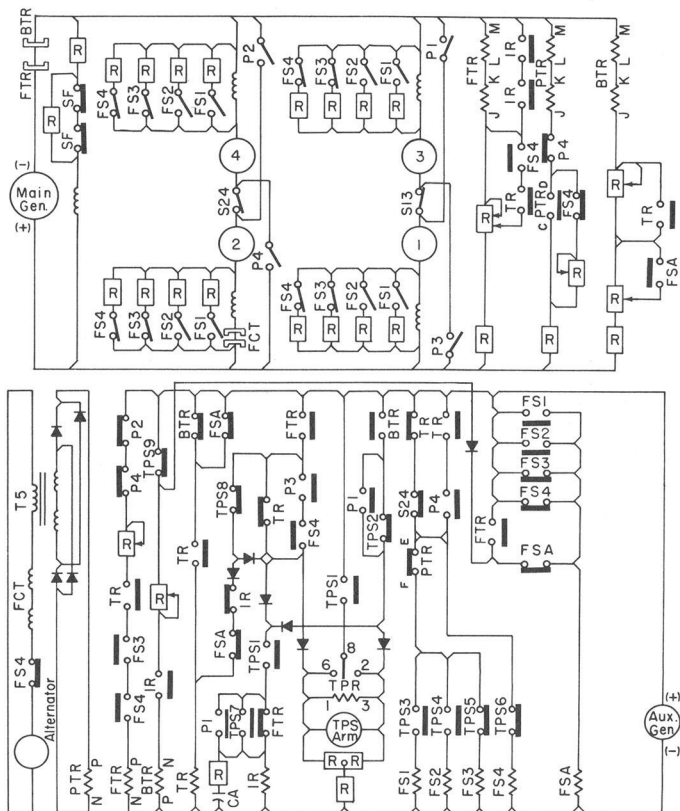 BTR
FTR
R
SF
R
SF
(-)
Main
Gen.
(+)
R
R
R
R
FS4
FS3
FS2
FS1
P2
4
S24
2
P4
FS4
FS3
FS2
FS1
R
R
R
R
FCT
FS4
FS3
FS2
FS1
R
R
R
R
P1
3
S13
1
P3
R
R
R
R
FS4
FS3
FS2
FS1
R
R
R
R
M
FTR
K L
J
IR
IR
FS4
TR
R
R
M
PTR
K L
J
P4
D
PTR
C
FS4
R
R
M
BTR
K L
J
R
TR
FSA
R
R
T5
FCT
FS4
Alternator
PTR
P
N
P2
P4
R
TR
FS3
FS4
FTR
P
N
TPS9
R
IR
BTR
P
N
BTR
TR
TR
FSA
TPS8
TR
IR
FSA
TPS1
P1
TPS7
FTR
R
CA
IR
FTR
P3
FS4
TPS1
8
6
2
TPR
1
3
TPS
Arm
R
R
R
P1
TPS2
BTR
TR
TR
S24
P4
E
F
PTR
TPS3
TPS4
TPS5
TPS6
FS1
FS2
FS3
FS4
FTR
FS1
FS2
FS3
FS4
FSA
FSA
(+)
Aux.
Gen.
(-)